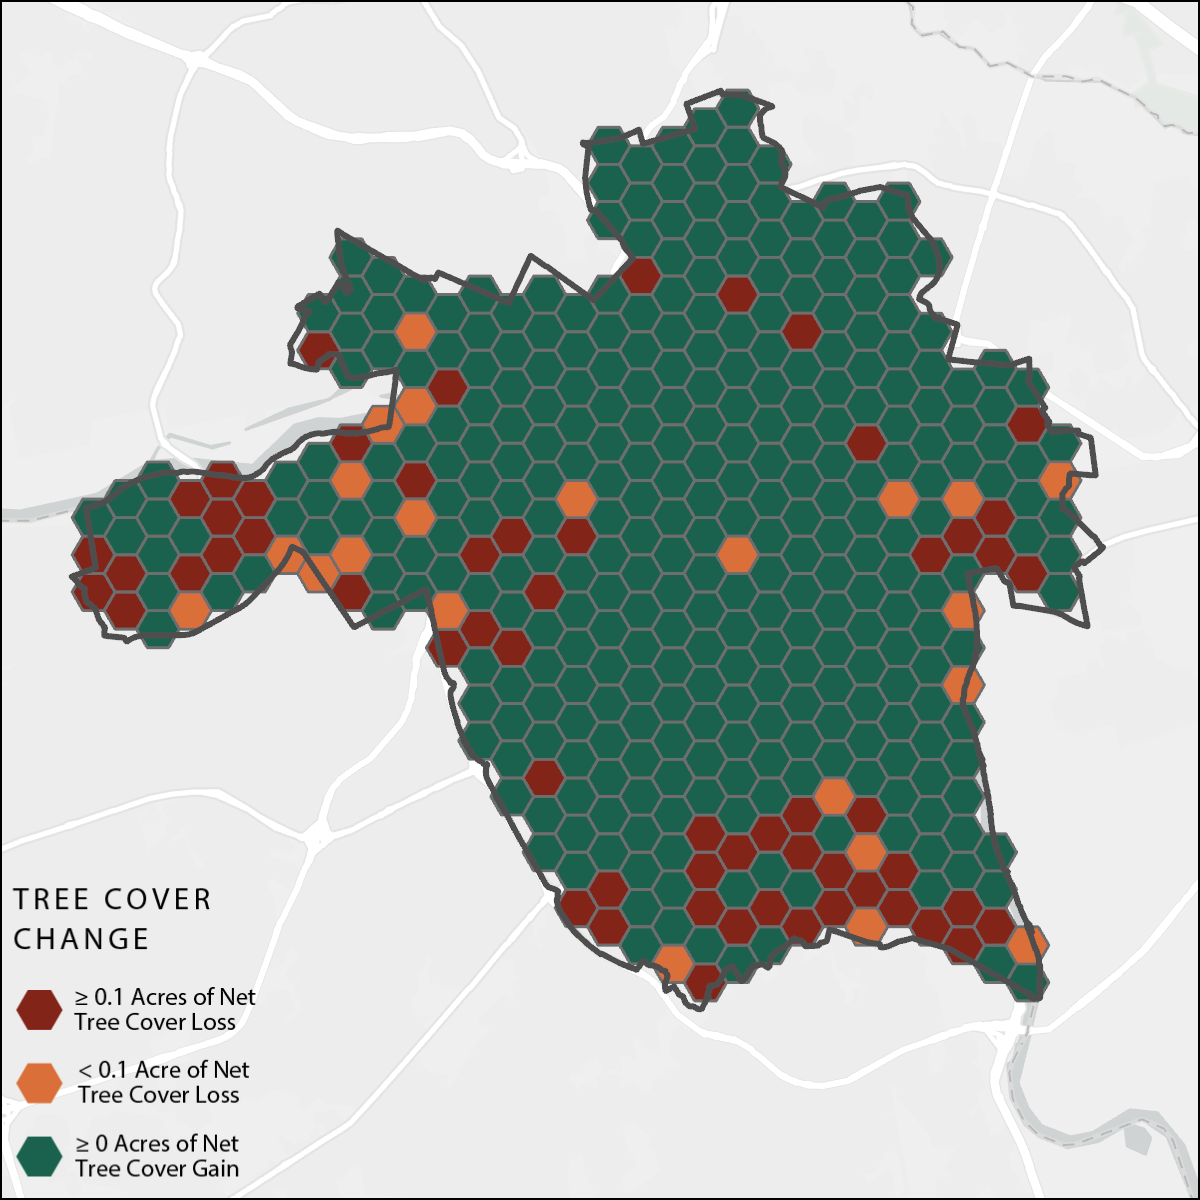 TREE COVER
CHANGE
≥ 0.1 Acres of Net
Tree Cover Loss
< 0.1 Acre of Net
Tree Cover Loss
≥ 0 Acres of Net
Tree Cover Gain